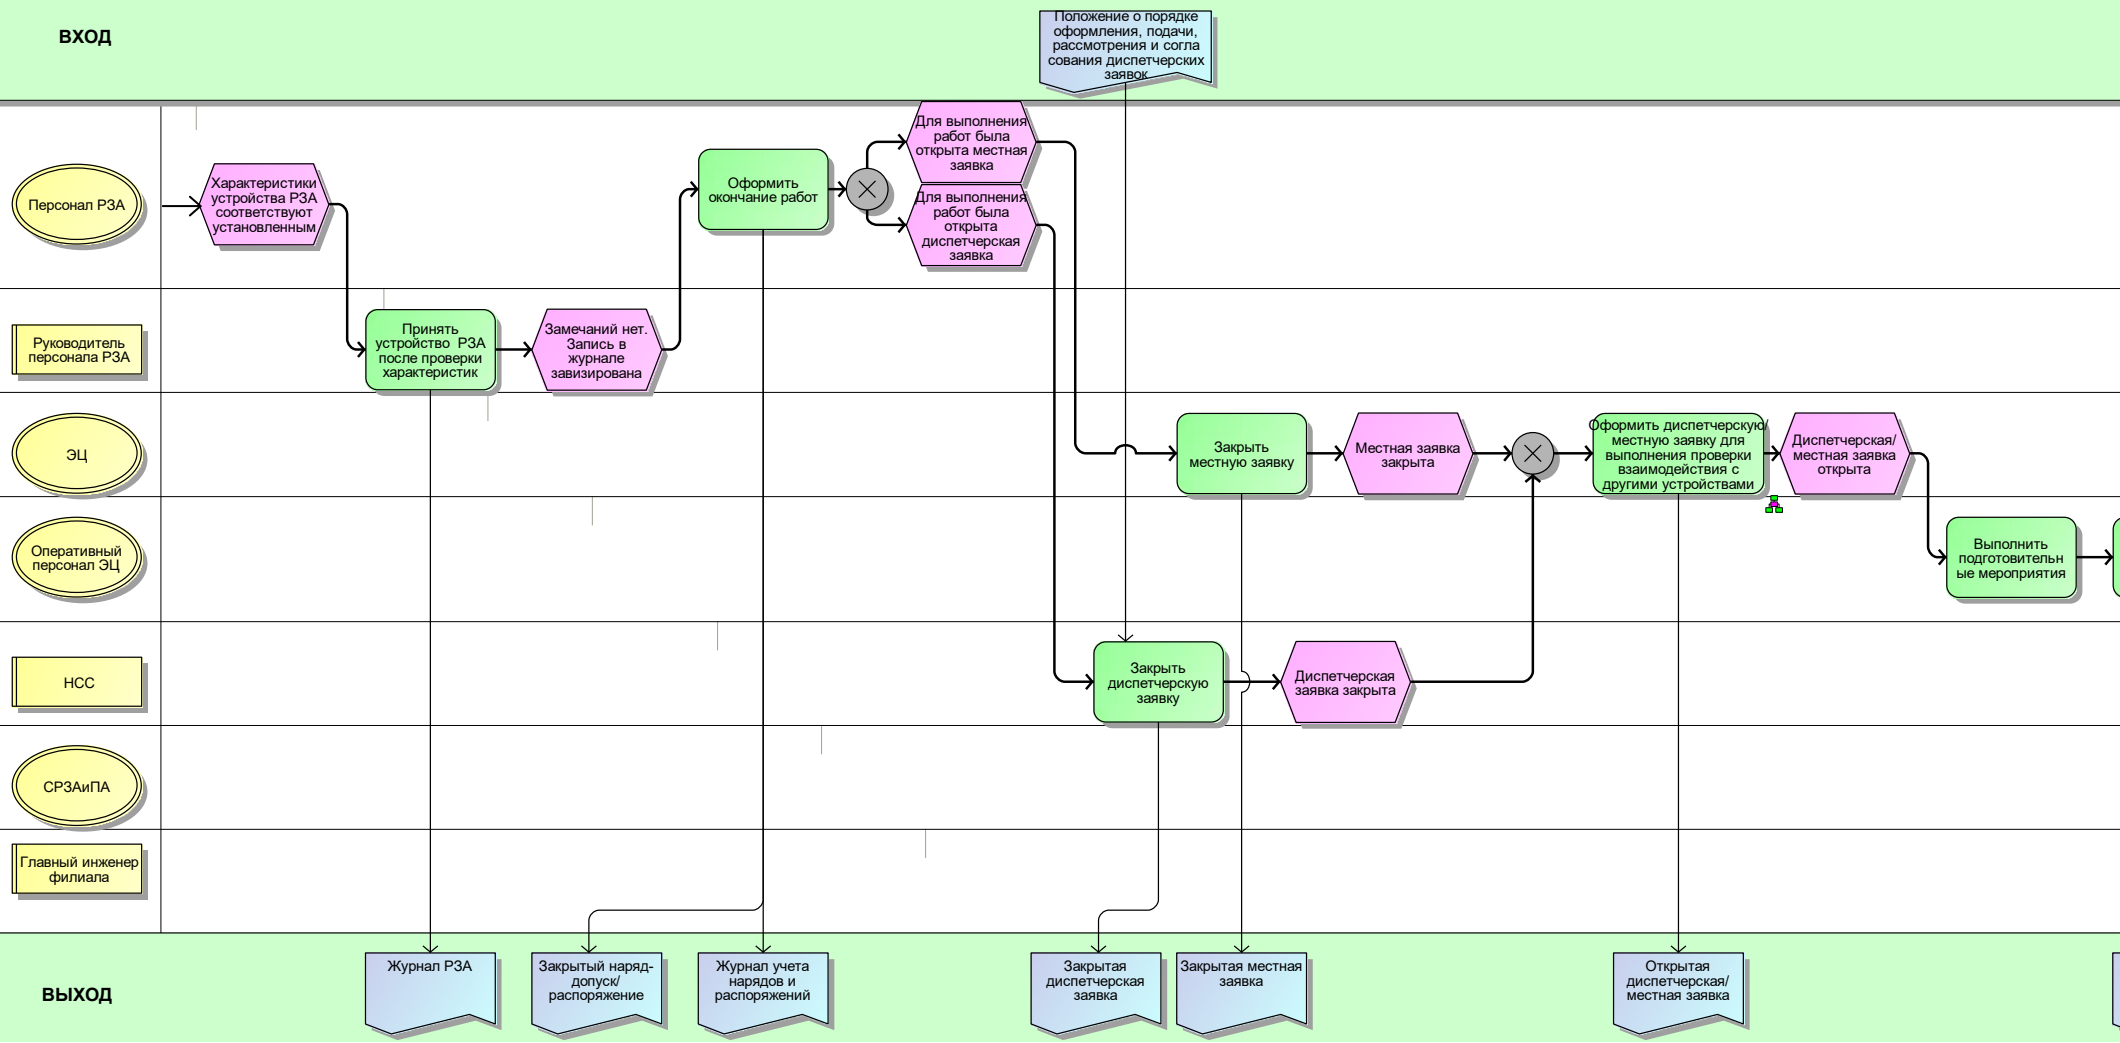 ВХОД
Положение о порядке
оформления, подачи,
рассмотрения и согла
сования диспетчерских
заявок
Персонал РЗА
Характеристики
устройства РЗА
соответствуют
установленным
Оформить
окончание работ
Для выполнения
работ была
открыта местная
заявка
Для выполнения
работ была
открыта
диспетчерская
заявка
Руководитель
персонала РЗА
Принять
устройство РЗА
после проверки
характеристик
Замечаний нет.
Запись в
журнале
завизирована
ЭЦ
Закрыть
местную заявку
Местная заявка
закрыта
Оформить диспетчерскую/
местную заявку для
выполнения проверки
взаимодействия с
другими устройствами
Диспетчерская/
местная заявка
открыта
Оперативный
персонал ЭЦ
Выполнить
подготовительн
ые мероприятия
НСС
Закрыть
диспетчерскую
заявку
Диспетчерская
заявка закрыта
СРЗАиПА
Главный инженер
филиала
ВЫХОД
Журнал РЗА
Закрытый наряд-
допуск/
распоряжение
Журнал учета
нарядов и
распоряжений
Закрытая
диспетчерская
заявка
Закрытая местная
заявка
Открытая
диспетчерская/
местная заявка